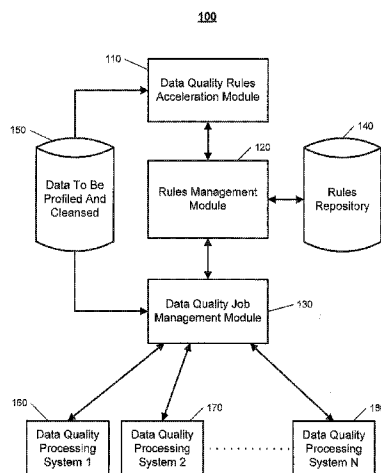 100
110
Data Quality Rules
Acceleration Module
150
Data To Be
Profiled And
Cleansed
120
Rules Management
Module
140
Rules
Repository
Data Quality Job
Management Module
130
160
Data Quality
Processing
System 1
170
Data Quality
Processing
System 2
180
Data Quality
Processing
System N